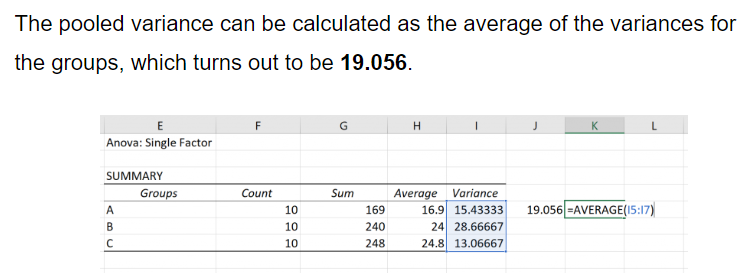 The pooled variance can be calculated as the average of the variances for
the groups, which turns out to be 19.056.
E F G H I J K L
Anova: Single Factor
SUMMARY
Groups Count Sum Average Variance
A 10 169 16.9 15.43333 19.056 =AVERAGE(I5:I7)
B 10 240 24 28.66667
C 10 248 24.8 13.06667